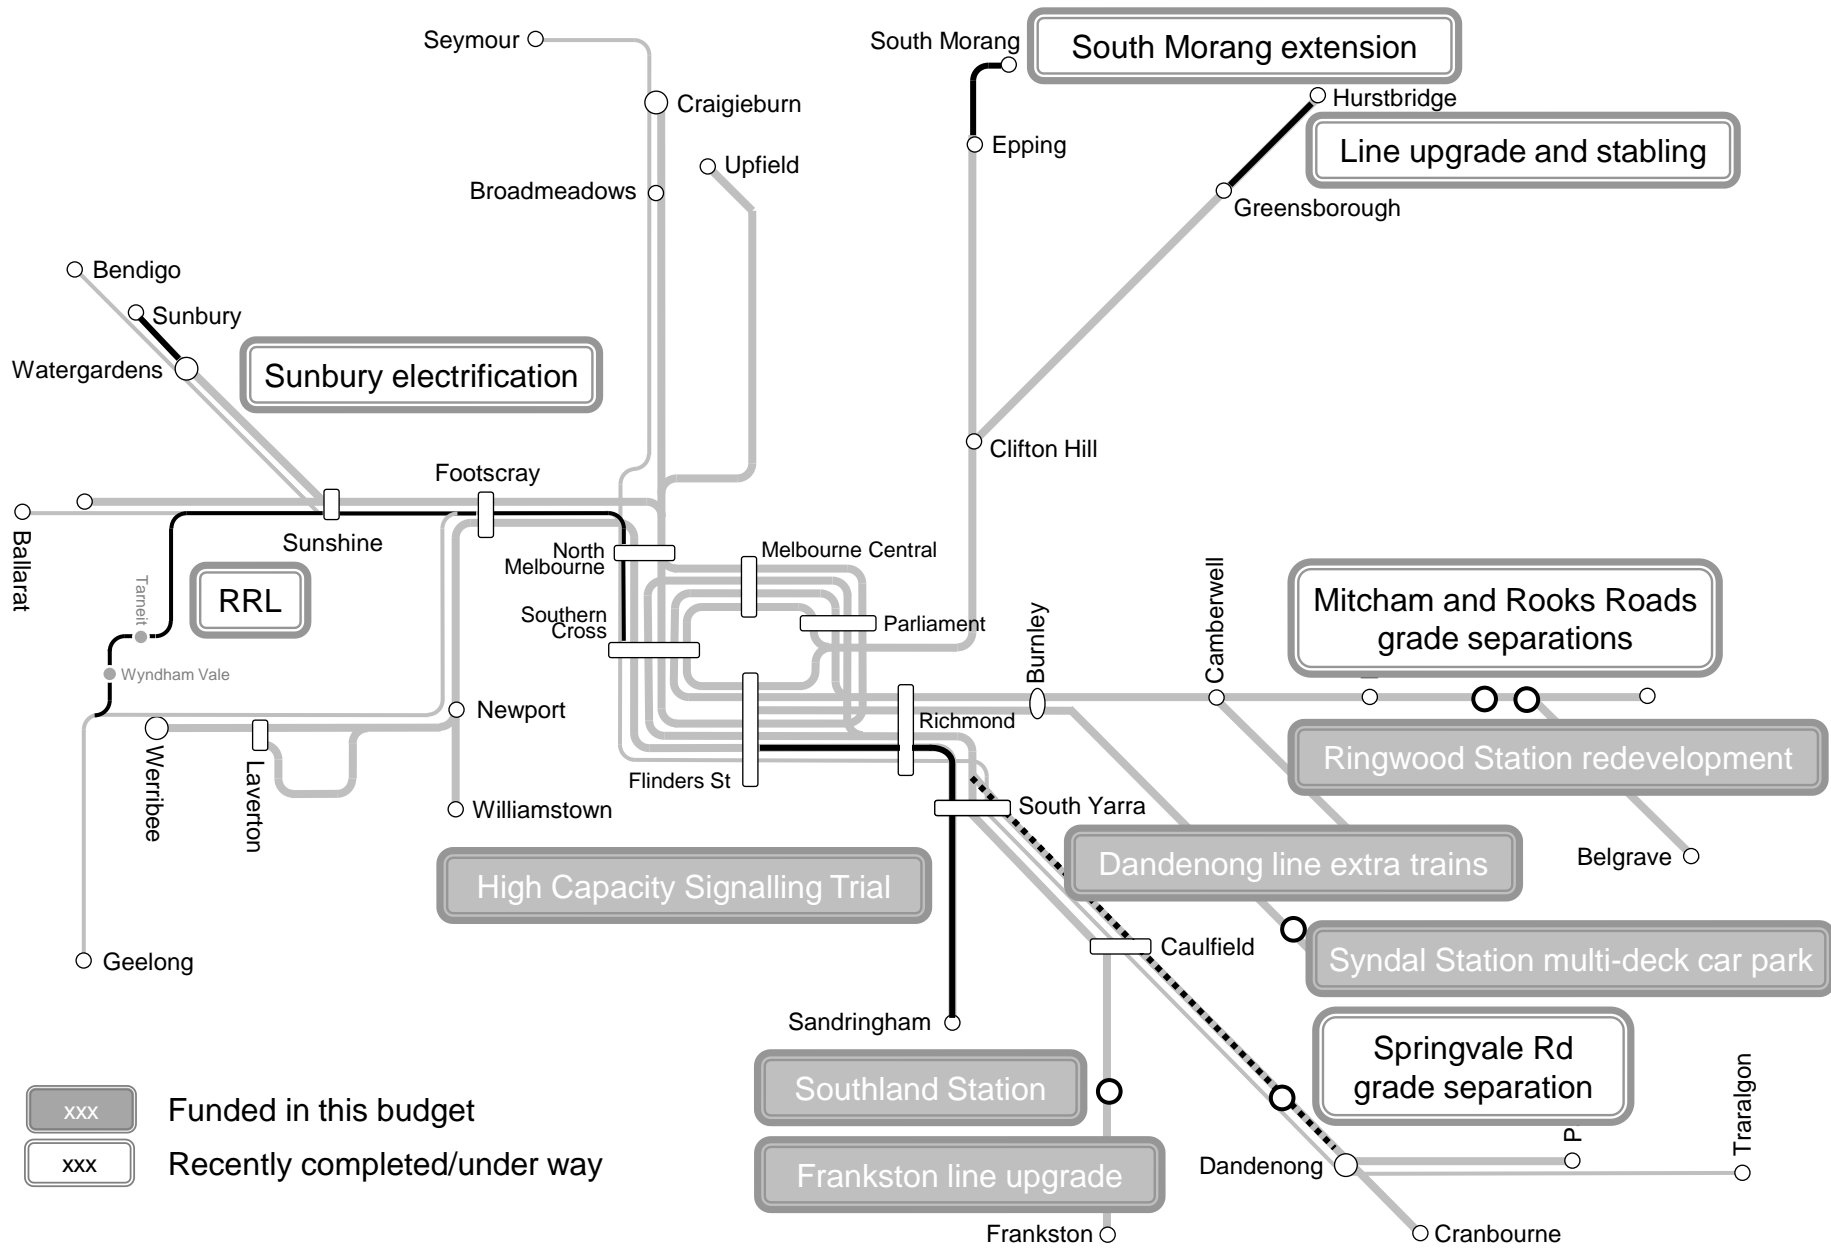 Seymour
South Morang
South Morang extension
Craigieburn
Hurstbridge
Epping
Line upgrade and stabling
Upfield
Broadmeadows
Greensborough
Bendigo
Sunbury
Watergardens
Sunbury electrification
Clifton Hill
Footscray
Ballarat
Sunshine
North
Melbourne
Melbourne Central
Tarneit
RRL
Southern
Cross
Parliament
Burnley
Camberwell
Mitcham and Rooks Roads
grade separations
Wyndham Vale
Newport
Richmond
Werribee
Laverton
Flinders St
Ringwood Station redevelopment
Williamstown
South Yarra
High Capacity Signalling Trial
Dandenong line extra trains
Belgrave
Geelong
Caulfield
Syndal Station multi-deck car park
Sandringham
Springvale Rd
grade separation
Southland Station
xxx
Funded in this budget
xxx
Recently completed/under way
Frankston line upgrade
Dandenong
P
Traralgon
Frankston
Cranbourne